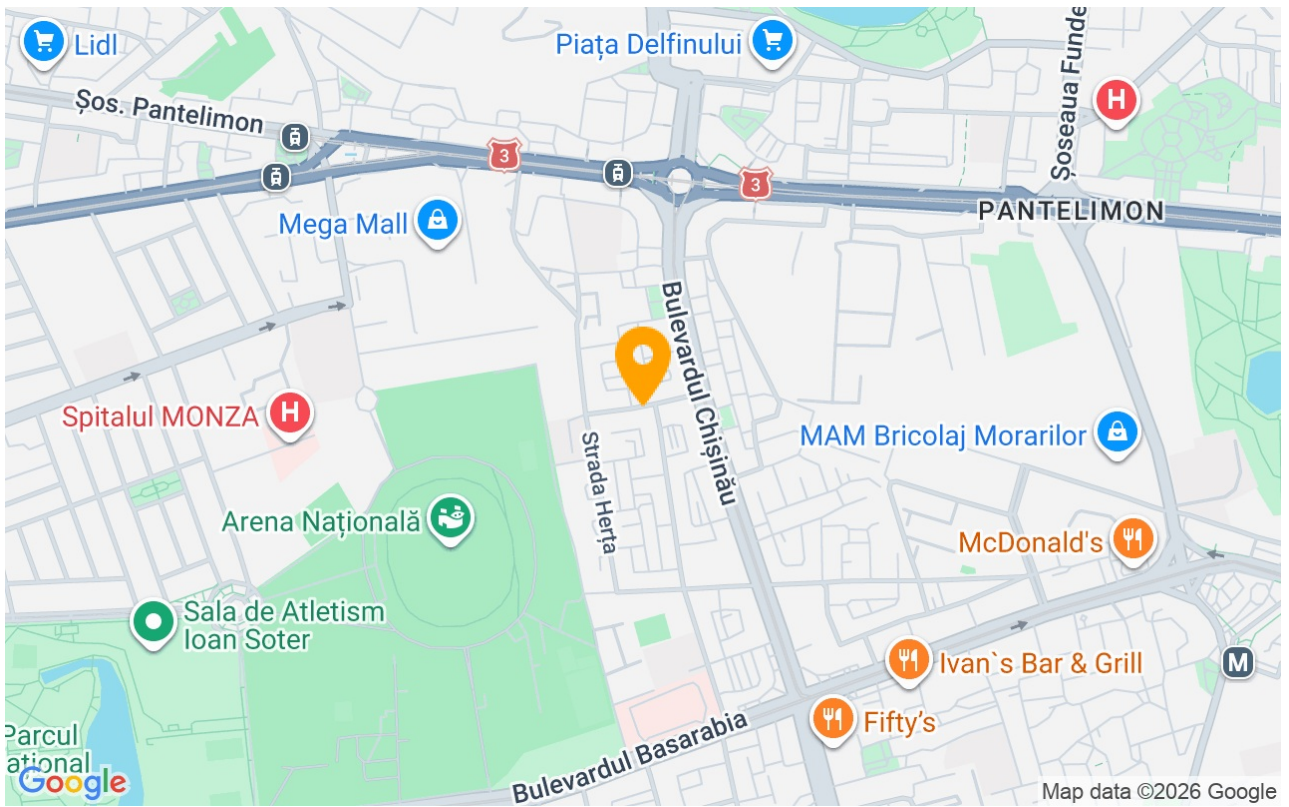 Lidl
Piața Delfinului
Șoseaua Funde
H
Șos. Pantelimon
3
3
PANTELIMON
Mega Mall
Bulevardul Chișinău
Spitalul MONZA
H
MAM Bricolaj Morarilor
Strada Herța
Arena Națională
McDonald's
Sala de Atletism
Ioan Soter
Ivan`s Bar & Grill
M
Fifty's
Parcul
ațional
Bulevardul Basarabia
Google
Map data ©2026 Google